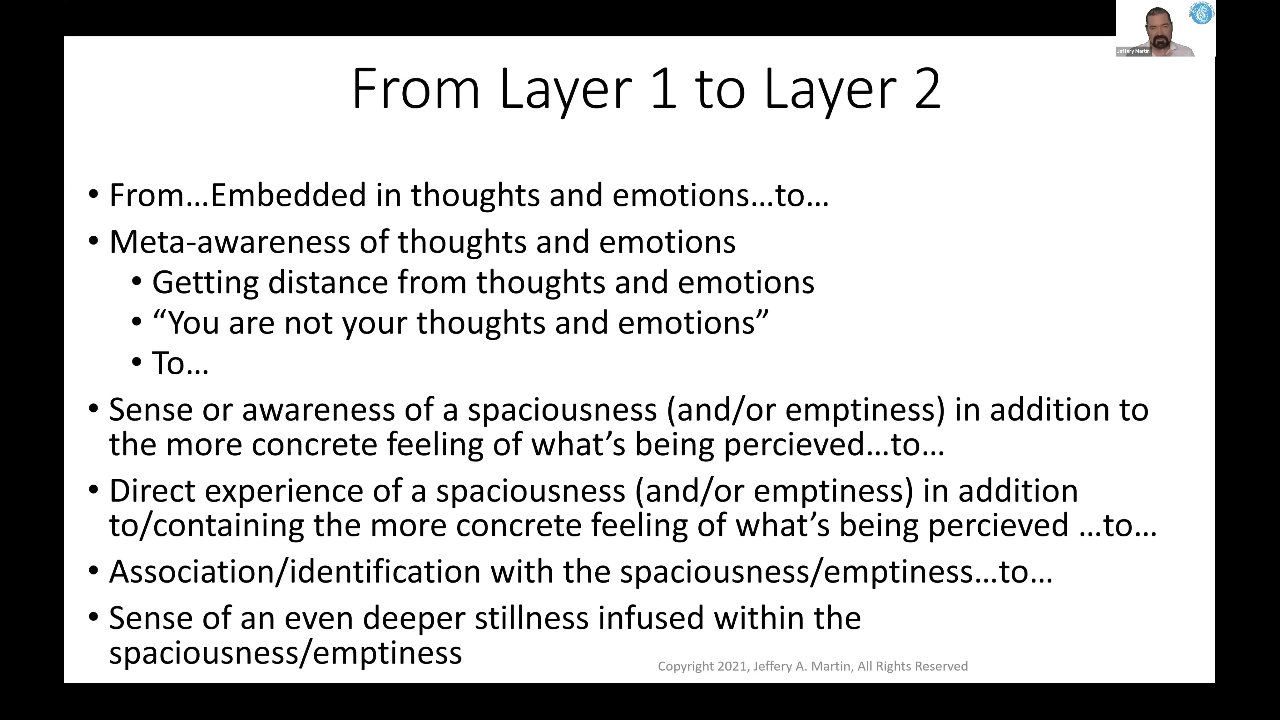 Jeffery Martin
From Layer 1 to Layer 2
• From…Embedded in thoughts and emotions…to…
• Meta-awareness of thoughts and emotions
• Getting distance from thoughts and emotions
• “You are not your thoughts and emotions”
• To…
• Sense or awareness of a spaciousness (and/or emptiness) in addition to
the more concrete feeling of what’s being percieved…to…
• Direct experience of a spaciousness (and/or emptiness) in addition
to/containing the more concrete feeling of what’s being percieved …to…
• Association/identification with the spaciousness/emptiness…to…
• Sense of an even deeper stillness infused within the
spaciousness/emptiness
Copyright 2021, Jeffery A. Martin, All Rights Reserved